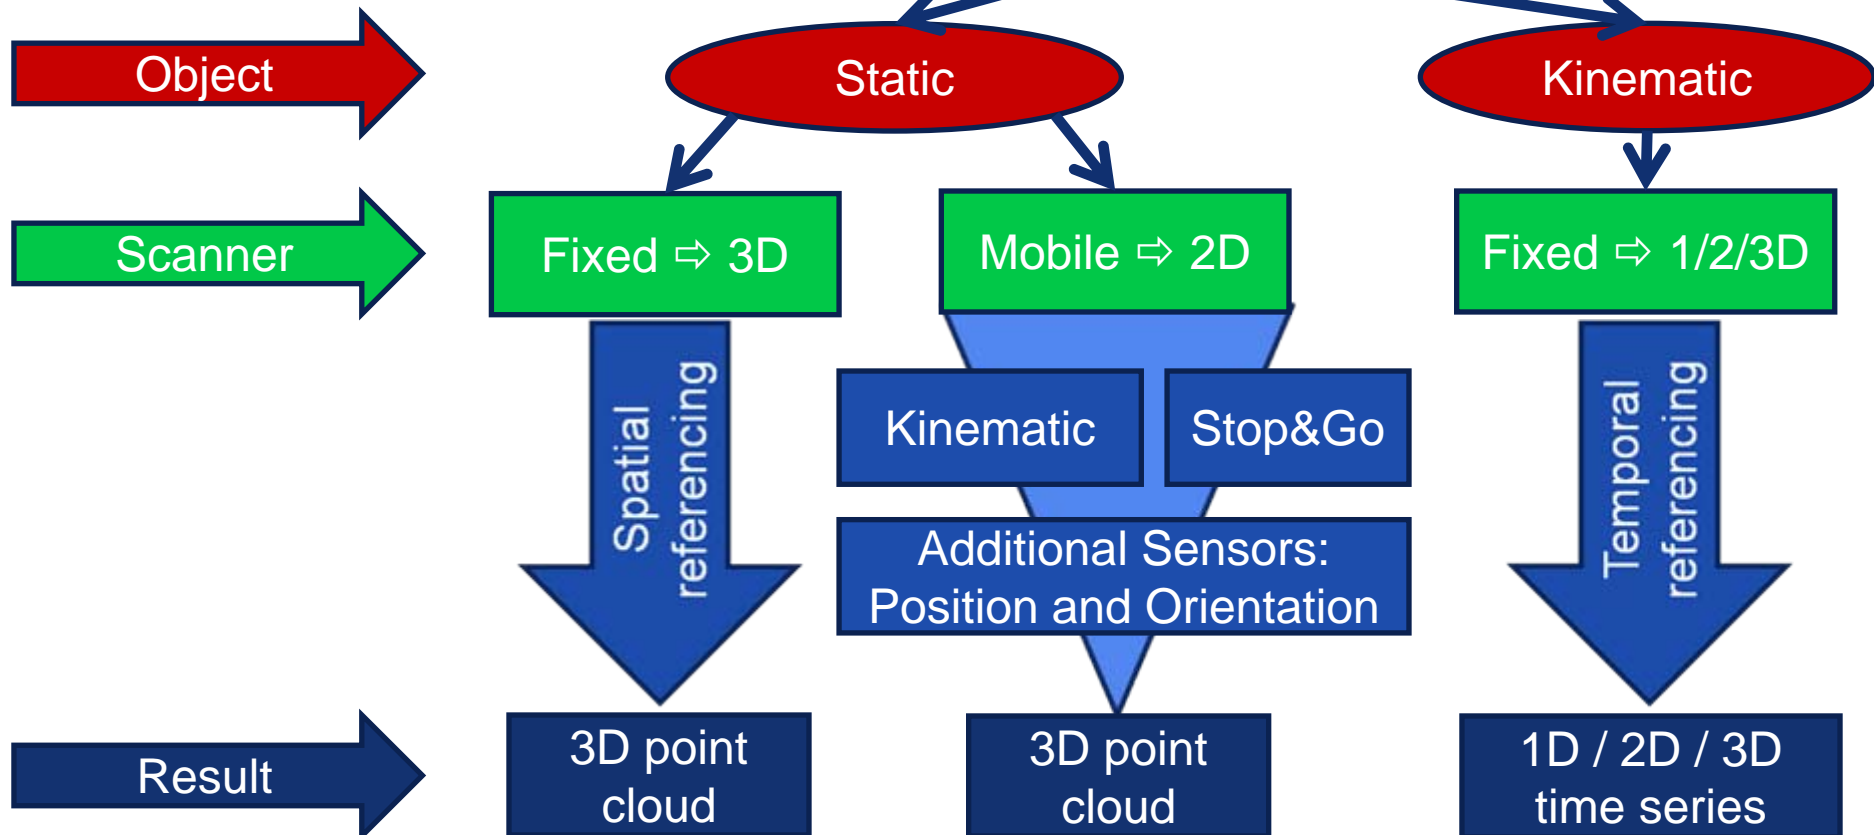 Object
Static
Kinematic
Scanner
Fixed ⇨ 3D
Mobile ⇨ 2D
Fixed ⇨ 1/2/3D
Spatial
referencing
Kinematic
Stop&Go
Additional Sensors:
Position and Orientation
Temporal
referencing
Result
3D point
cloud
3D point
cloud
1D / 2D / 3D
time series